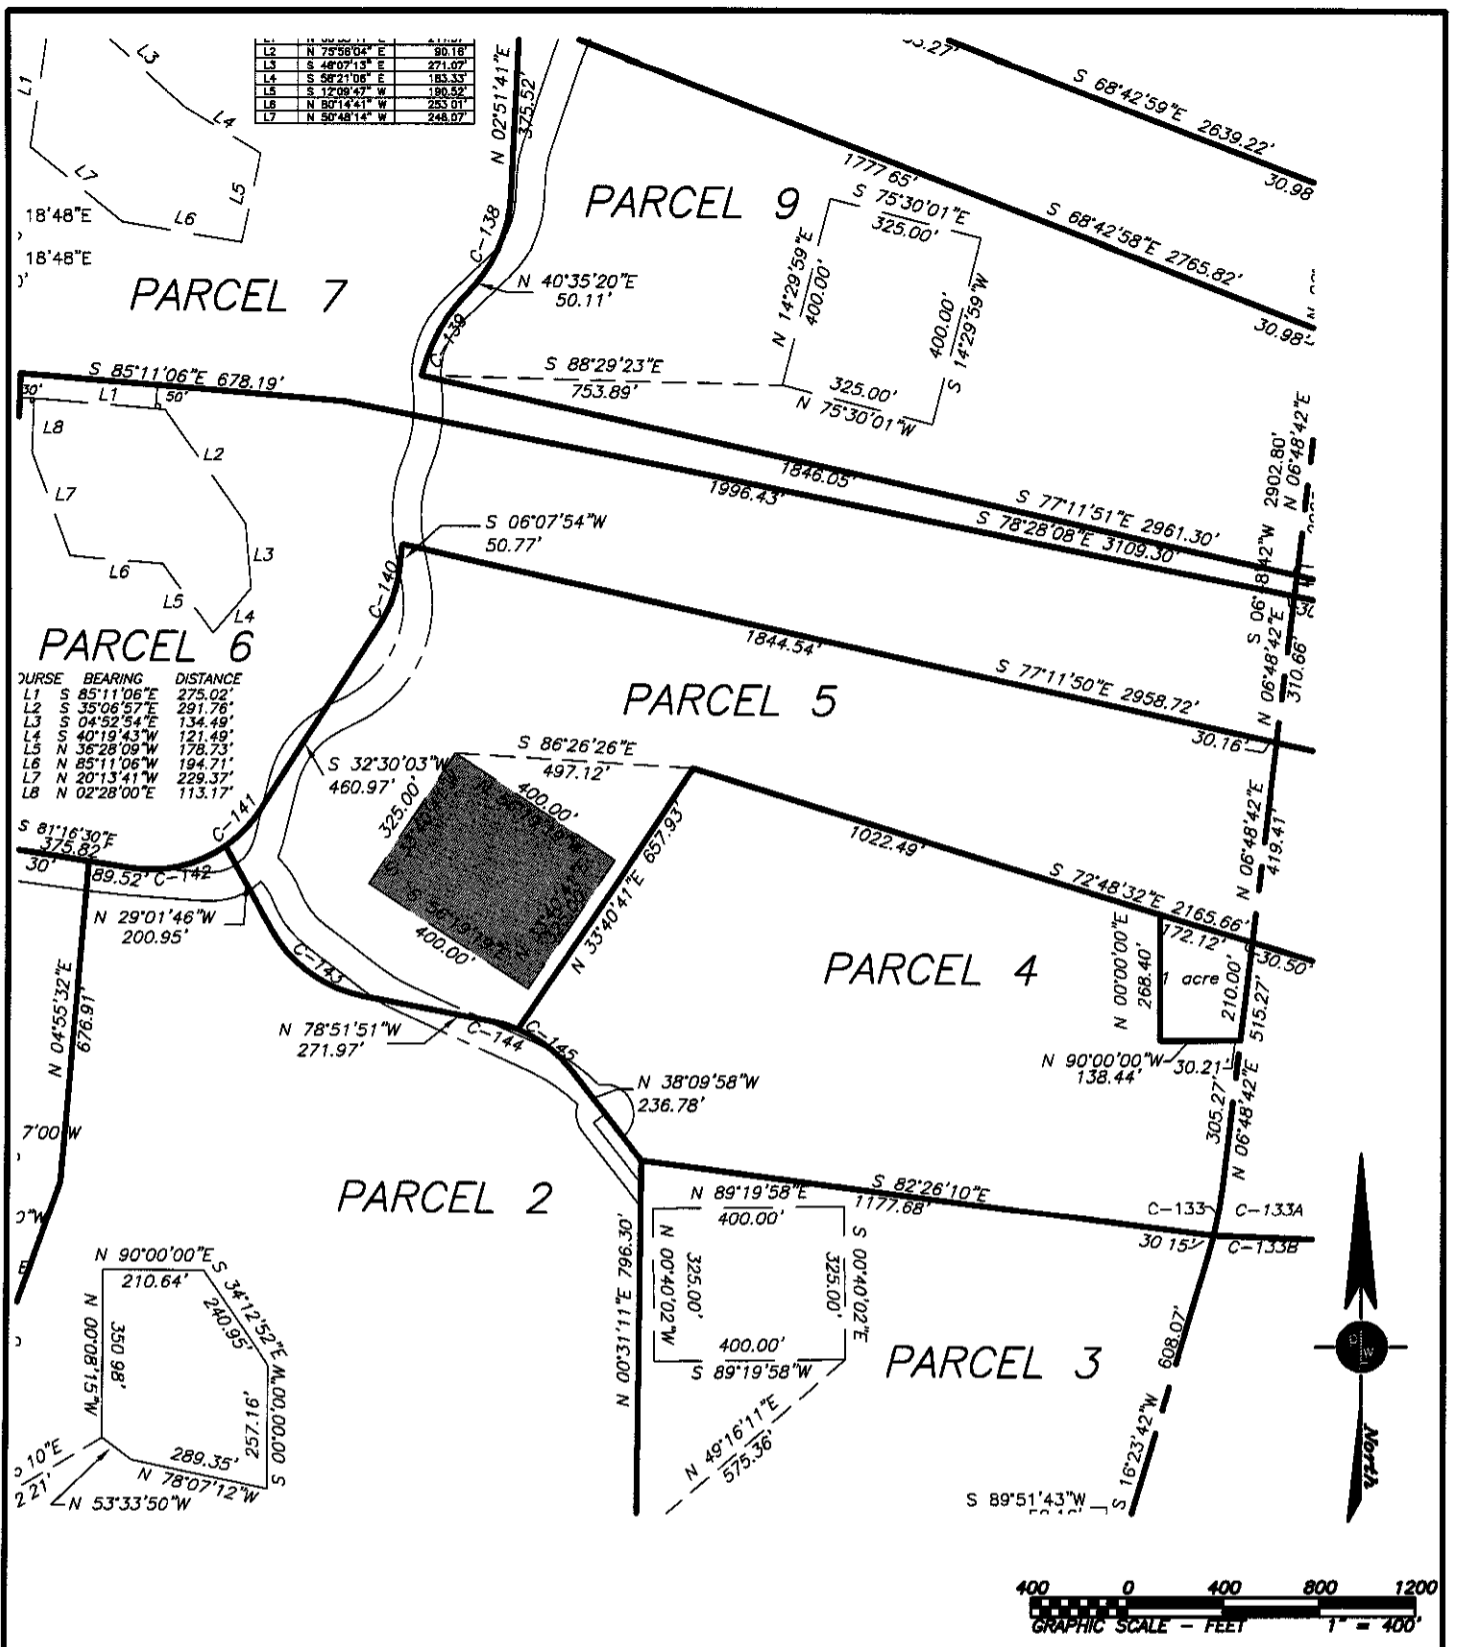 L2 N 75°56'04" E 90.16'
L3 S 48°07'13" E 271.07'
L4 S 56°21'06" E 183.33'
L5 S 12°09'47" W 190.52'
L6 N 80°14'41" W 253.01'
L7 N 50°48'14" W 248.07'
L1
L3
L4
L5
L6
L7
18'48"E
18'48"E
PARCEL 7
N 02°51'41"E
375.52'
C-138
N 40°35'20"E
50.11'
C-139
PARCEL 9
1777.65'
S 68°42'59"E 2639.22'
30.98
S 68°42'58"E 2765.82'
30.98'
S 75°30'01"E
325.00'
N 14°29'59"E
400.00'
400.00'
S 14°29'59"W
325.00'
N 75°30'01"W
S 88°29'23"E
753.89'
S 85°11'06"E 678.19'
30'
L1
50'
L8
L2
L7
L3
L6
L5
L4
1846.05'
1996.43'
S 77°11'51"E 2961.30'
S 78°28'08"E 3109.30'
2902.80'
N 06°48'42"E
N 06°48'42"E
310.66'
S 06°07'54"W
50.77'
C-140
PARCEL 6
BEARING DISTANCE
L1 S 85°11'06"E 275.02'
L2 S 35°06'57"E 291.76'
L3 S 04°52'54"E 134.49'
L4 S 40°19'43"W 121.49'
L5 N 36°28'09"W 178.73'
L6 N 85°11'06"W 194.71'
L7 N 20°13'41"W 229.37'
L8 N 02°28'00"E 113.17'
1844.54'
S 77°11'50"E 2958.72'
30.16'
PARCEL 5
S 86°26'26"E
497.12'
S 32°30'03"W
460.97'
325.00'
400.00'
400.00'
S 56°19'19"E
N 33°40'41"E 657.93'
C-141
S 81°16'30"E
375.82'
30'
89.52' C-142
N 29°01'46"W
200.95'
C-143
1022.49'
S 72°48'32"E 2165.66'
172.12'
30.50'
N 06°48'42"E
419.41'
PARCEL 4
N 00°00'00"E
268.40'
1 acre
210.00'
515.27'
N 90°00'00"W
138.44'
30.21'
305.27'
N 06°48'42"E
N 04°55'32"E
676.91'
N 78°51'51"W
271.97'
C-144
C-145
N 38°09'58"W
236.78'
7'00"W
PARCEL 2
S 82°26'10"E
1177.68'
C-133
C-133A
30 15'
C-133B
N 89°19'58"E
400.00'
N 00°40'02"W
325.00'
325.00'
S 00°40'02"E
400.00'
S 89°19'58"W
N 00°31'11"E 796.30'
PARCEL 3
N 49°16'11"E
575.36'
608.07'
S 16°23'42"W
S 89°51'43"W
N 90°00'00"E
210.64'
S 34°12'52"E
240.95'
N 00°08'15"W
350 98'
257.16'
S 00°00'00"W
289.35'
N 78°07'12"W
N 53°33'50"W
10"E
2 21'
North
400 0 400 800 1200
GRAPHIC SCALE - FEET 1" = 400'